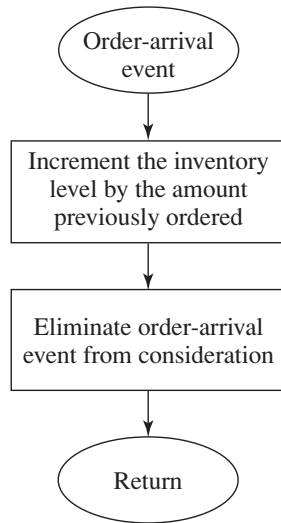 Order-arrival
event
Increment the inventory
level by the amount
previously ordered
Eliminate order-arrival
event from consideration
Return